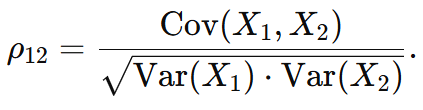 ρ₁₂ = Cov(X₁, X₂) / √(Var(X₁) · Var(X₂)).